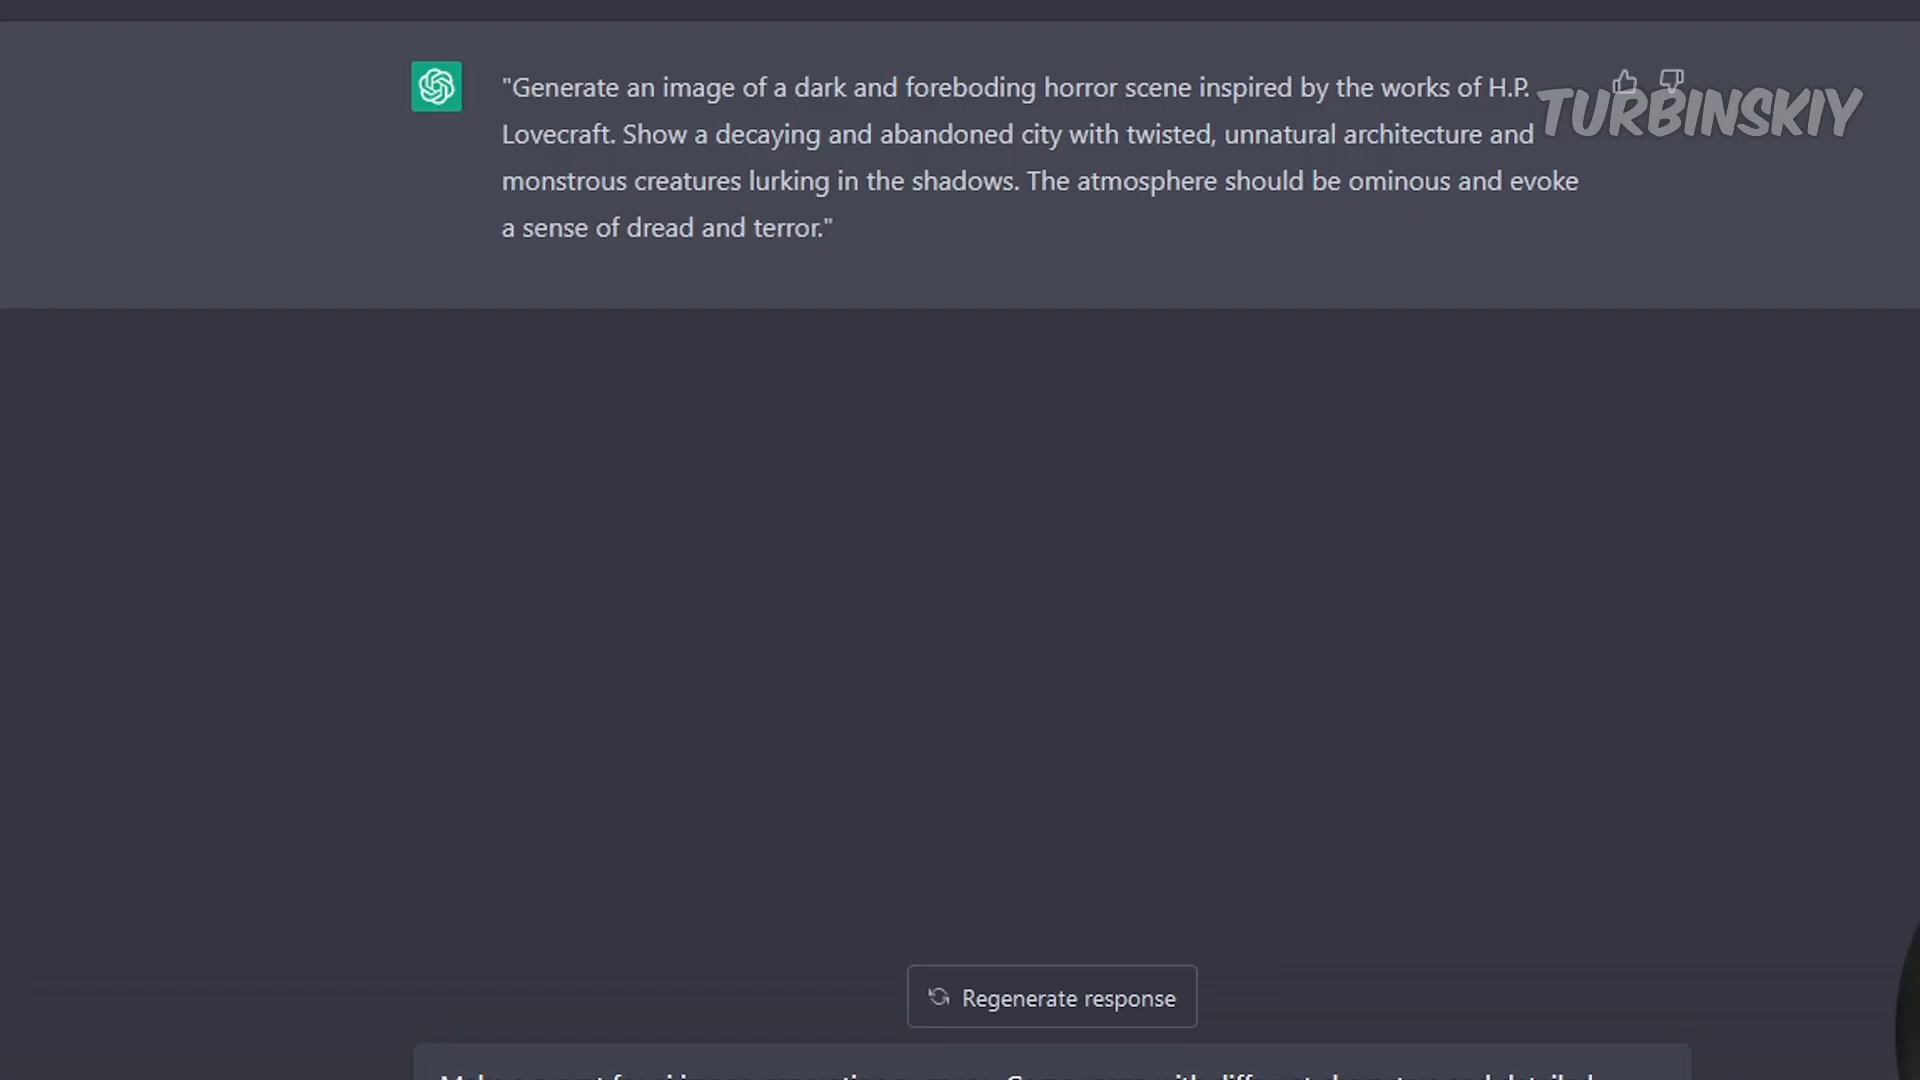 "Generate an image of a dark and foreboding horror scene inspired by the works of H.P.
TURBINSKIY
Lovecraft. Show a decaying and abandoned city with twisted, unnatural architecture and
monstrous creatures lurking in the shadows. The atmosphere should be ominous and evoke
a sense of dread and terror."
Regenerate response